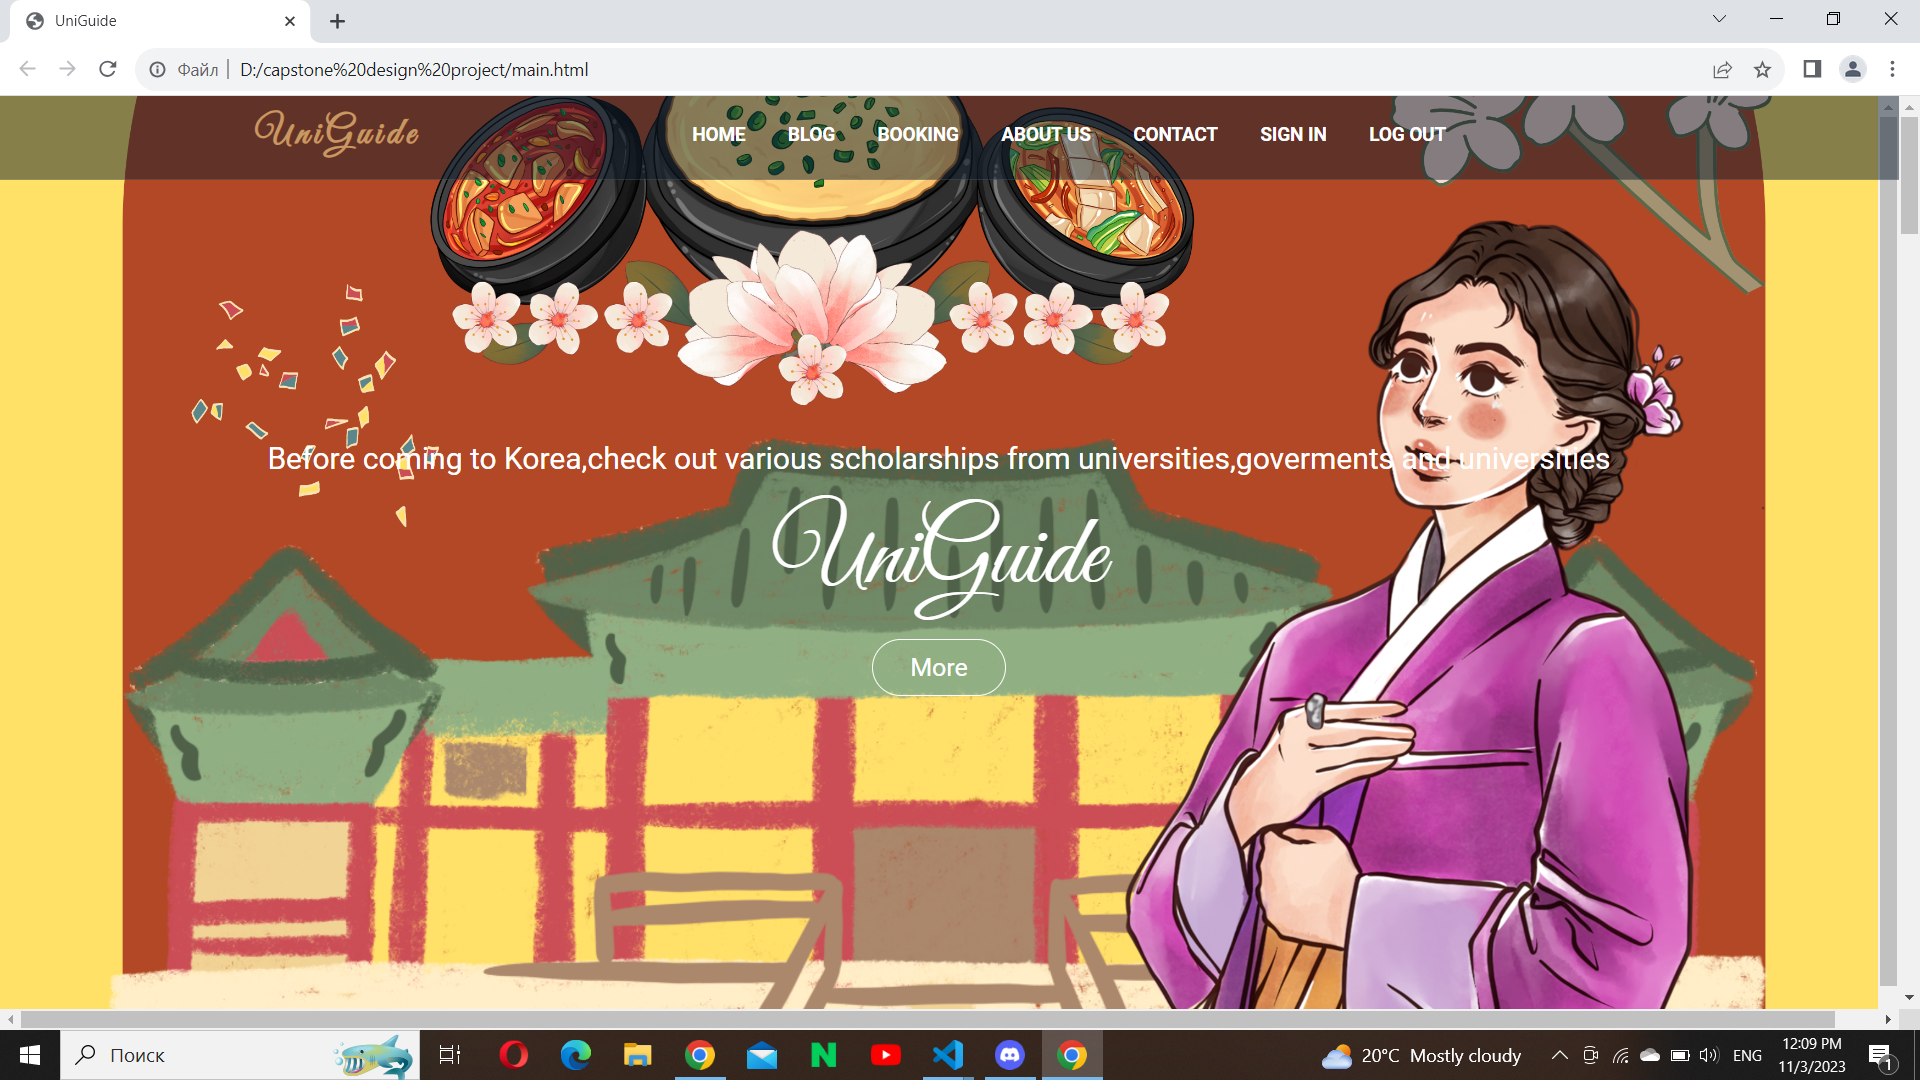 UniGuide
Файл
D:/capstone%20design%20project/main.html
UniGuide
HOME BLOG BOOKING ABOUT US CONTACT SIGN IN LOG OUT
Before coming to Korea,check out various scholarships from universities,goverments and universities
UniGuide
More
Поиск
N
20°C Mostly cloudy
ENG
12:09 PM
11/3/2023
1